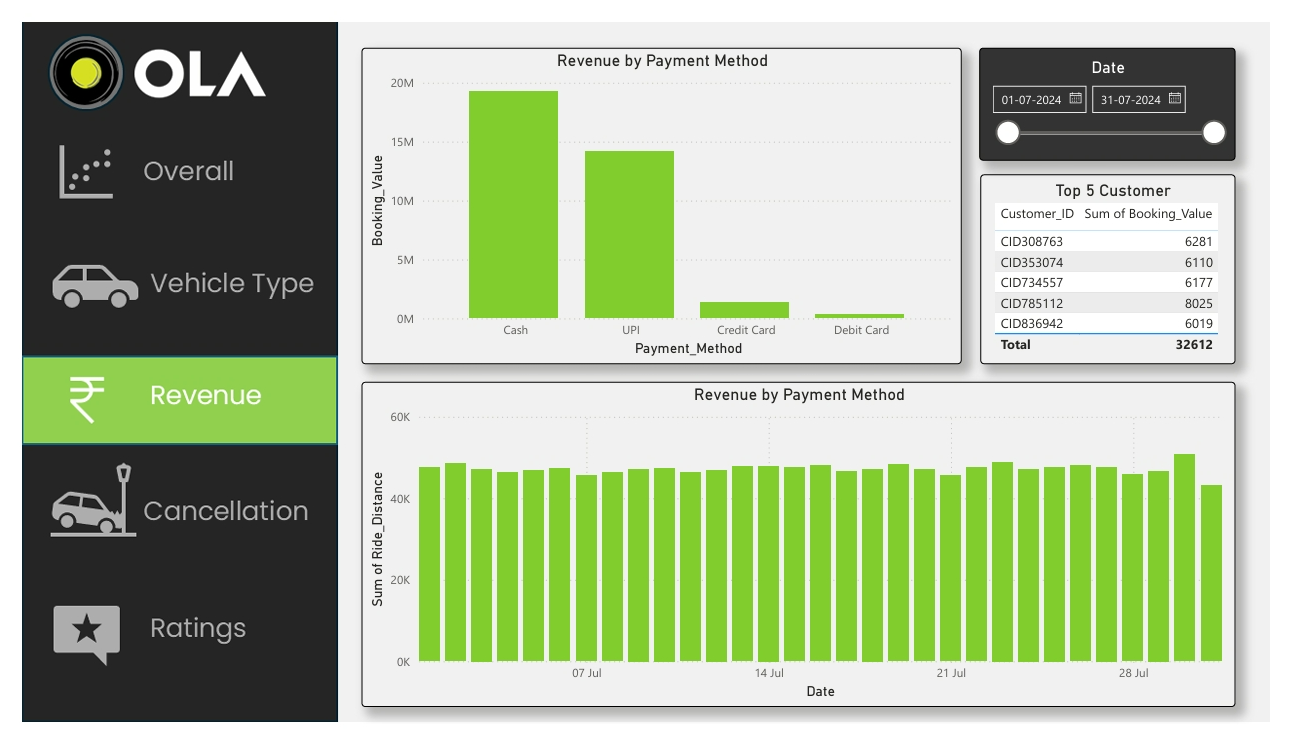 OLA
Overall
Vehicle Type
Revenue
Cancellation
Ratings
Revenue by Payment Method
20M
15M
10M
5M
0M
Booking_Value
Cash UPI Credit Card Debit Card
Payment_Method
Date
01-07-2024 31-07-2024
Top 5 Customer
Customer_ID Sum of Booking_Value
CID308763 6281
CID353074 6110
CID734557 6177
CID785112 8025
CID836942 6019
Total 32612
Revenue by Payment Method
60K
40K
20K
0K
Sum of Ride_Distance
07 Jul 14 Jul 21 Jul 28 Jul
Date